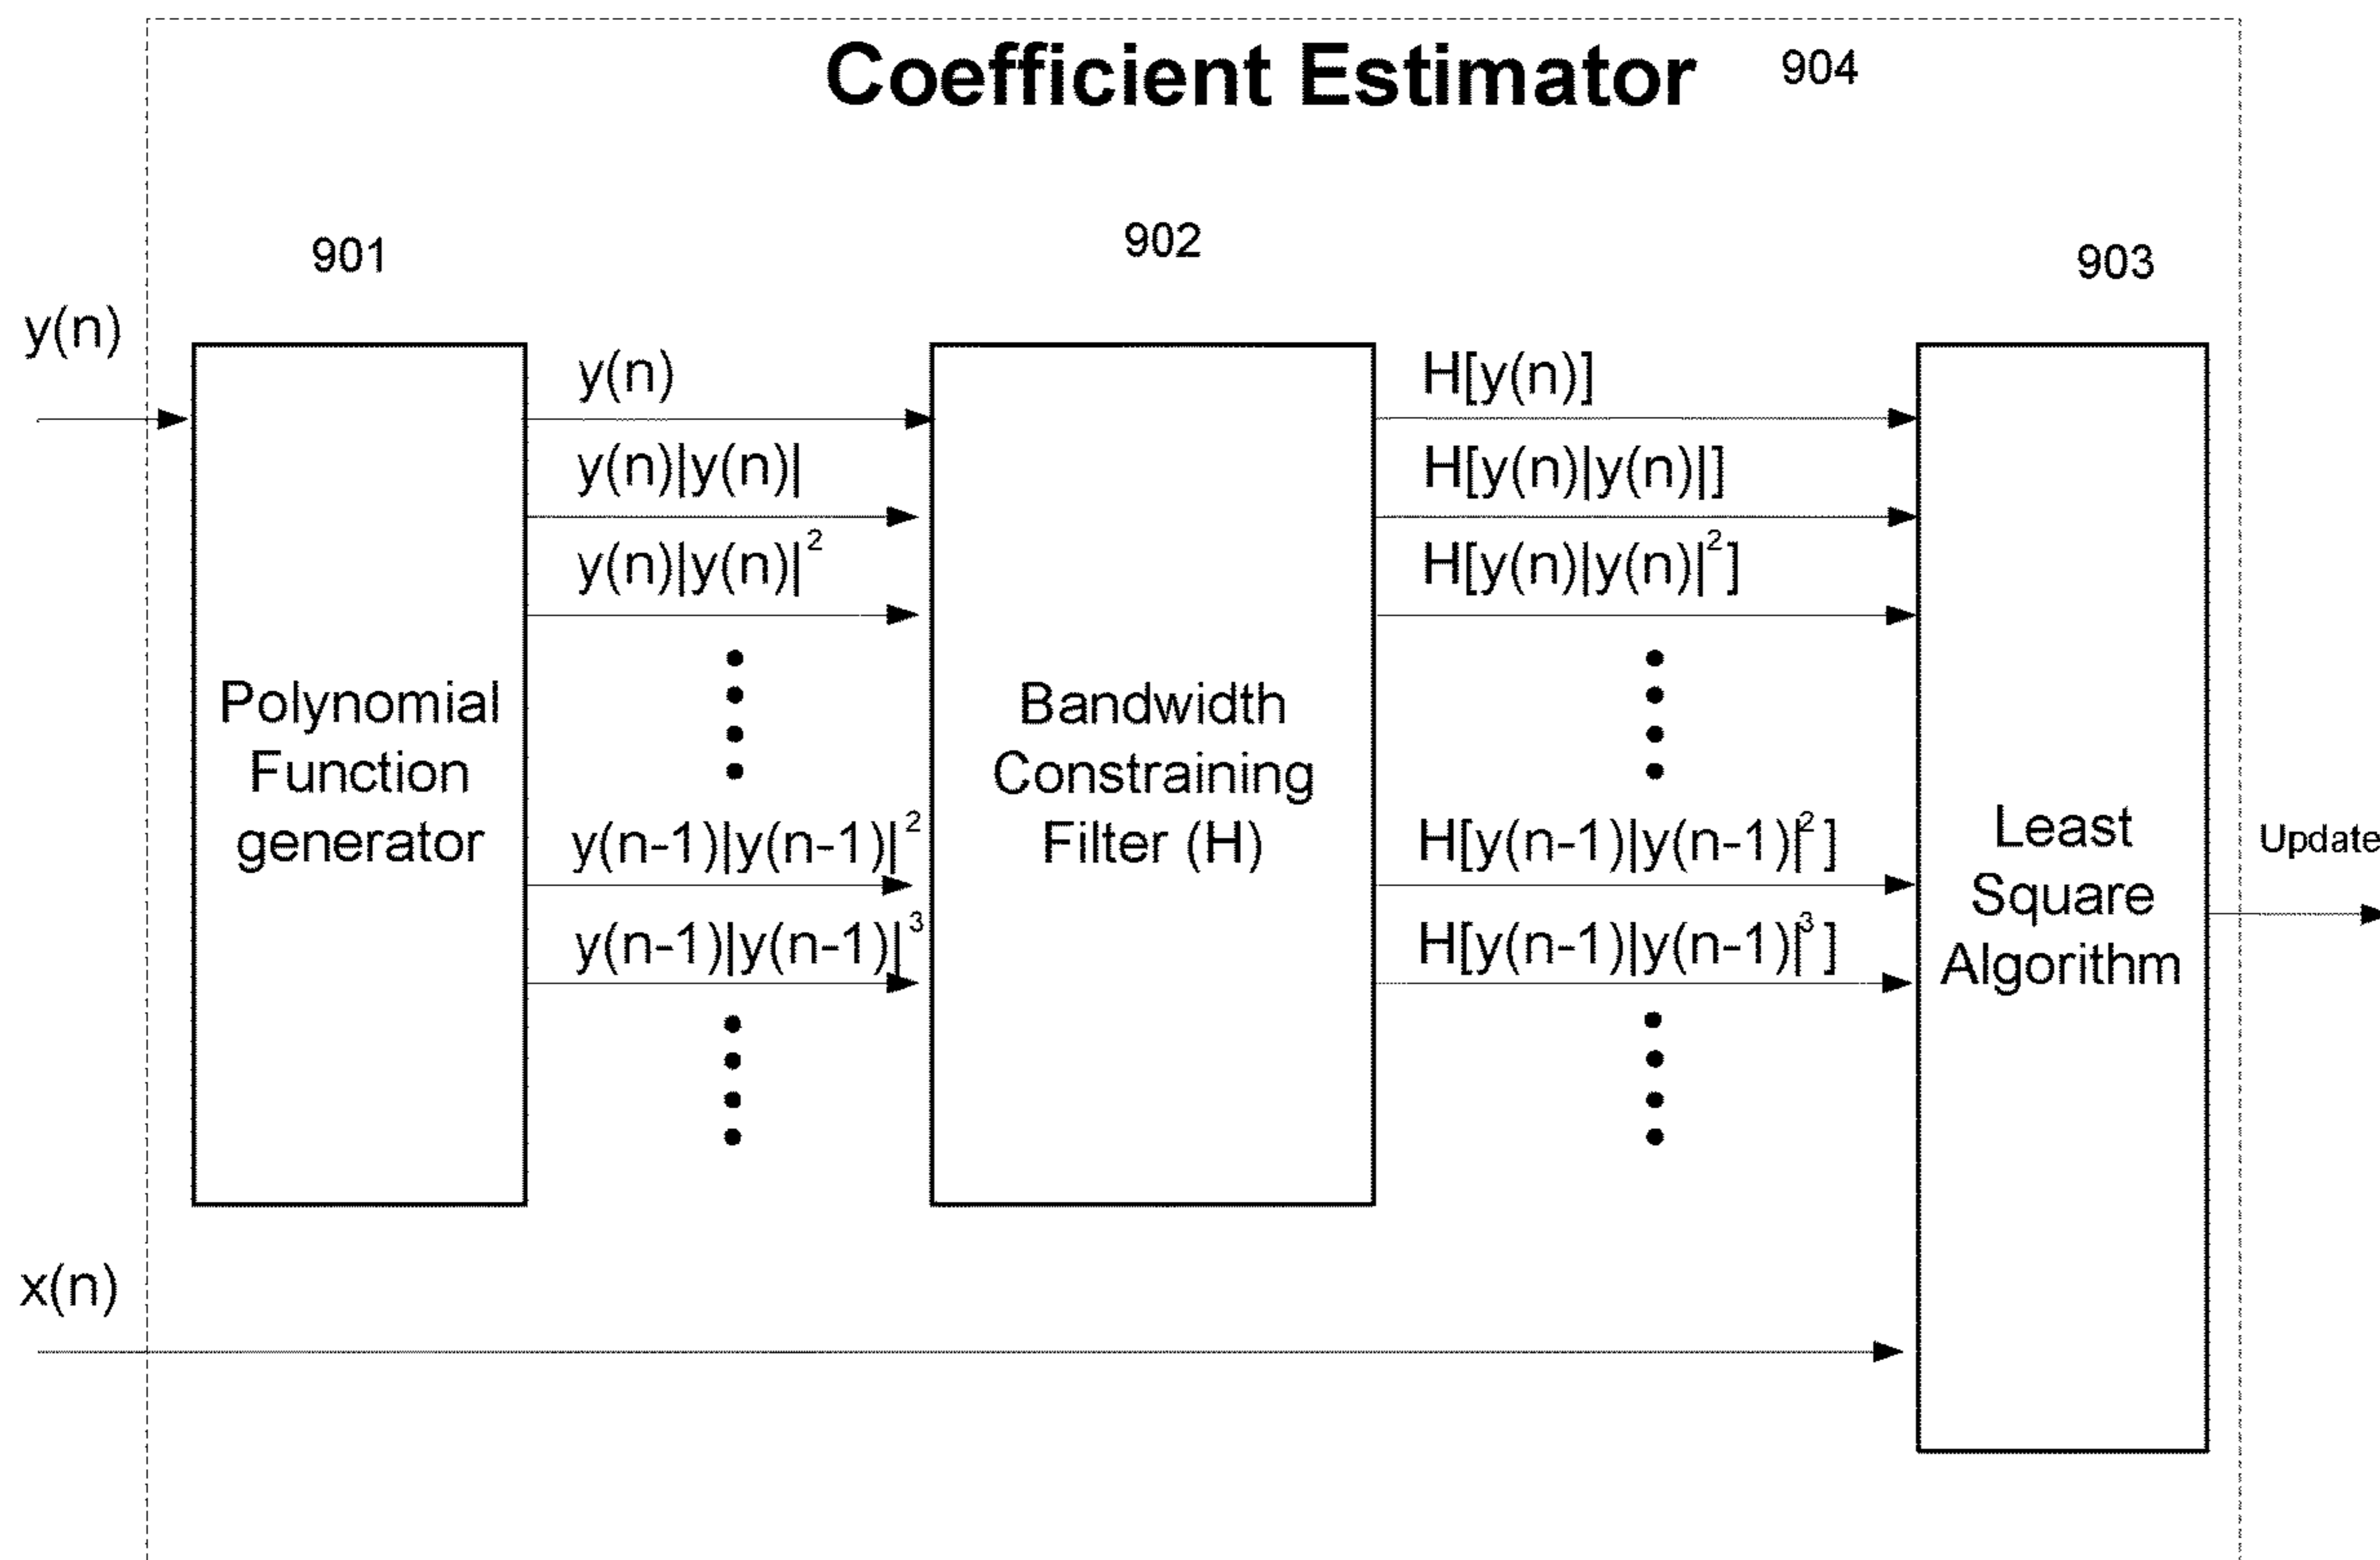 Coefficient Estimator 904
901
902
903
y(n)
y(n)
H[y(n)]
y(n)|y(n)|
H[y(n)|y(n)|]
y(n)|y(n)|²
H[y(n)|y(n)|²]
Polynomial
Function
generator
Bandwidth
Constraining
Filter (H)
y(n-1)|y(n-1)|²
H[y(n-1)|y(n-1)|²]
y(n-1)|y(n-1)|³
H[y(n-1)|y(n-1)|³]
Least
Square
Algorithm
Update
x(n)